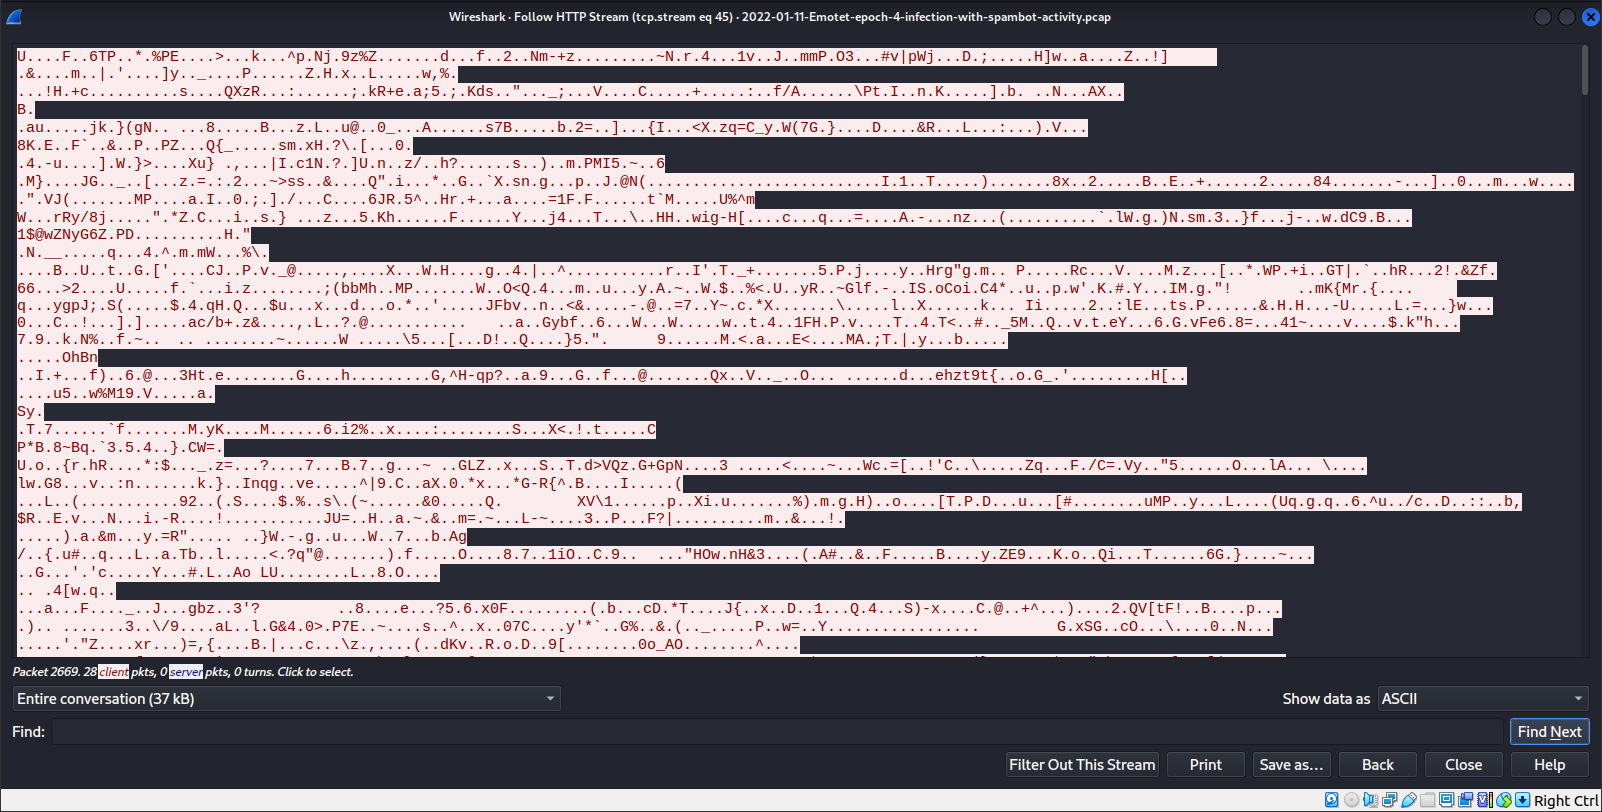 Wireshark · Follow HTTP Stream (tcp.stream eq 45) · 2022-01-11-Emotet-epoch-4-infection-with-spambot-activity.pcap
U....F..6TP..*.%PE....>...k...^p.Nj.9z%Z.......d...f..2..Nm-+z.........~N.r.4...1v..J..mmP.O3...#v|pWj...D.;.....H]w..a....Z..!]
.&....m..|.'....]y.._....P......Z.H.x..L.....w,%.
...!H.+c..........s....QXzR...:......;.kR+e.a;5.;.Kds.."..._;...V....C.....+.....:..f/A......\Pt.I..n.K.....].b. ..N...AX..
B.
.au.....jk.}(gN.. ...8.....B...z.L..u@..0_...A......s7B.....b.2=..]...{I...<X.zq=C_y.W(7G.}....D....&R...L...:...).V...
8K.E..F`..&..P..PZ...Q{_.....sm.xH.?\.[...0.
.4.-u....].W.}>....Xu} .,...|I.c1N.?.]U.n..z/..h?......s..)..m.PMI5.~..6
.M}....JG.._..[...z.=.:.2...~>ss..&....Q".i...*..G..`X.sn.g...p..J.@N(..........................I.1..T.....).......8x..2.....B..E..+......2.....84.......-...]..0...m...w....
.".VJ(.......MP....a.I..0.;.]./...C....6JR.5^..Hr.+...a....=1F.F......t`M.....U%^m
W...rRy/8j.....".*Z.C...i..s.} ...z...5.Kh......F......Y...j4...T...\..HH..wig-H[....c...q...=....A.-...nz...(..........`.lW.g.)N.sm.3..}f...j-..w.dC9.B...
1$@wZNyG6Z.PD..........H."
.N.__.....q...4.^.m.mW...%\.
....B..U..t..G.['....CJ..P.v._@.....,....X...W.H....g..4.|..^...........r..I'.T._+.......5.P.j....y..Hrg"g.m.. P.....Rc...V. ...M.z...[..*.WP.+i..GT|.`..hR...2!.&Zf.
66...>2....U.....f.`...i.z.......;(bbMh..MP.......W..O<Q.4...m..u...y.A.~..W.$..%<.U..yR..~Glf.-..IS.oCoi.C4*..u..p.w'.K.#.Y...IM.g."! ..mK{Mr.{....
q...ygpJ;.S(.....$.4.qH.Q...$u...x...d...o.*..'.....JFbv..n..<&.....-.@..=7..Y~.c.*X.......\.....l..X......k... Ii.....2..:lE...ts.P.......&.H.H...-U.....L.=...}w...
0...C..!...].].....ac/b+.z&....,.L..?.@........... ..a..Gybf..6...W...W.....w..t.4..1FH.P.v....T..4.T<..#.._5M..Q..v.t.eY...6.G.vFe6.8=...41~....v....$.k"h...
7.9..k.N%..f.~.. .. ........~......W .....\5...[...D!..Q....}5.". 9......M.<.a...E<....MA.;T.|.y...b.....
.....OhBn
..I.+...f)..6.@...3Ht.e........G....h.........G,^H-qp?..a.9...G..f...@.......Qx..V.._..O... ......d...ehzt9t{..o.G_.'.........H[..
....u5..w%M19.V.....a.
Sy.
.T.7......`f.......M.yK....M......6.i2%..x....:........S...X<.!.t.....C
P*B.8~Bq.`3.5.4..}.CW=.
U.o..{r.hR....*:$..._.z=...?....7...B.7..g...~ ..GLZ..x...S..T.d>VQz.G+GpN....3 .....<....~...Wc.=[..!'C..\.....Zq...F./C=.Vy.."5......O...lA... \....
lw.G8...v..:n.......k.}..Inqg..ve.....^|9.C..aX.0.*x...*G-R{^.B....I.....(
...L..(...........92..(.S....$.%..s\.(~......&0.....Q. XV\1......p..Xi.u.......%).m.g.H)..o....[T.P.D...u...[#........uMP..y...L....(Uq.g.q..6.^u../c..D..::..b,
$R..E.v...N...i.-R....!...........JU=..H..a.~.&..m=.~...L-~....3..P...F?|..........m..&...!.
.....).a.&m...y.=R"..... ..}W.-.g..u...W..7...b.Ag
/..{.u#..q...L..a.Tb..l.....<.?q"@.......).f.....O....8.7..1iO..C.9.. ..."HOw.nH&3....(.A#..&..F.....B....y.ZE9...K.o..Qi...T......6G.}....~...
..G...'.'c.....Y...#.L..Ao LU........L..8.O....
.. .4[w.q..
...a...F...._..J...gbz..3'? ..8....e...?5.6.x0F.........(.b...cD.*T....J{..x..D..1...Q.4...S)-x....C.@..+^...)....2.QV[tF!..B....p...
.).. .......3..\/9....aL..l.G&4.0>.P7E..~....s..^..x..07C....y'*`..G%..&.(.._.....P..w=..Y................ G.xSG..cO...\....0..N...
.....'."Z....xr...)=,{....B.|...c...\z.,....(..dKv..R.o.D..9[........0o_AO........^....
Packet 2669. 28 client pkts, 0 server pkts, 0 turns. Click to select.
Entire conversation (37 kB)
Show data as ASCII
Find:
Find Next
Filter Out This Stream Print Save as... Back Close Help
Right Ctrl